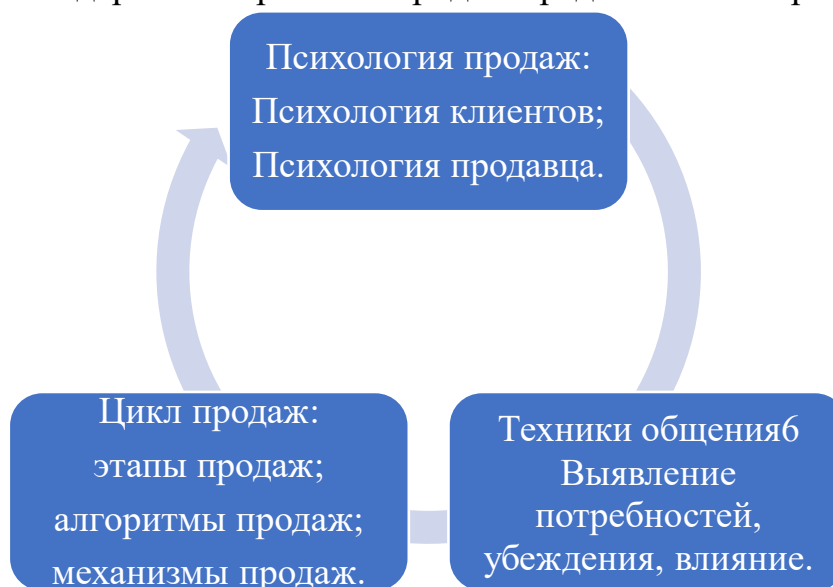 Психология продаж:
Психология клиентов;
Психология продавца.
Цикл продаж:
этапы продаж;
алгоритмы продаж;
механизмы продаж.
Техники общения6
Выявление
потребностей,
убеждения, влияние.